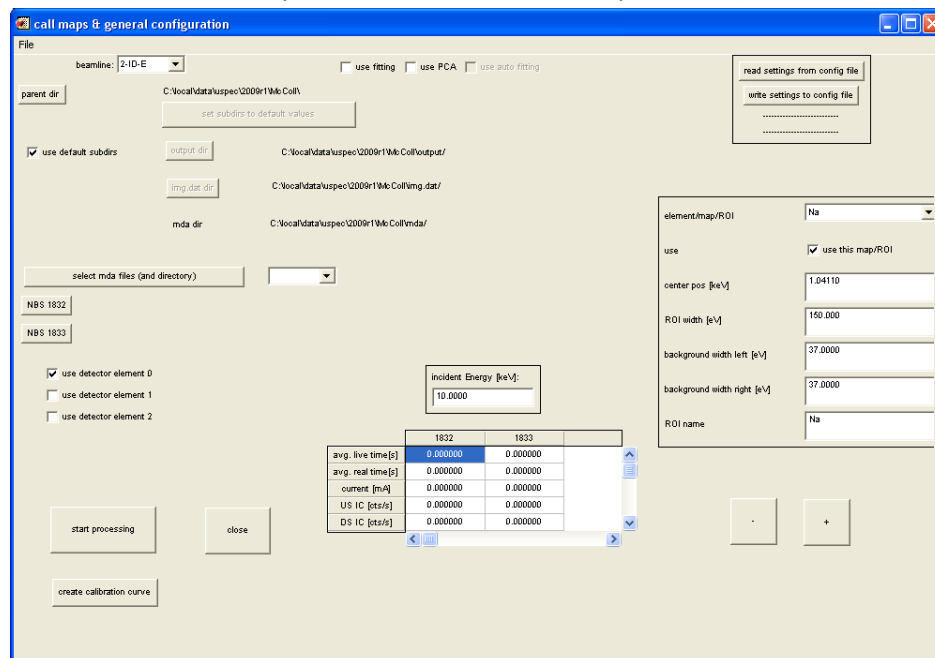 call maps & general configuration
File
beamline: 2-ID-E
use fitting use PCA use auto fitting
read settings from config file
parent dir C:\local\data\uspec\2009r1\McColl\
write settings to config file
set subdirs to default values
---------------------------
---------------------------
use default subdirs output dir C:\local\data\uspec\2009r1\McColl\output/
img.dat dir C:\local\data\uspec\2009r1\McColl\img.dat/
mda dir C:\local\data\uspec\2009r1\McColl\mda/
element/map/ROI Na
use use this map/ROI
select mda files (and directory)
center pos [keV] 1.04110
NBS 1832
ROI width [eV] 150.000
NBS 1833
background width left [eV] 37.0000
use detector element 0
incident Energy [keV]:
10.0000
background width right [eV] 37.0000
use detector element 1
use detector element 2
ROI name Na
1832 1833
avg. live time[s] 0.000000 0.000000
avg. real time[s] 0.000000 0.000000
current [mA] 0.000000 0.000000
US IC [cts/s] 0.000000 0.000000
DS IC [cts/s] 0.000000 0.000000
start processing close - +
create calibration curve